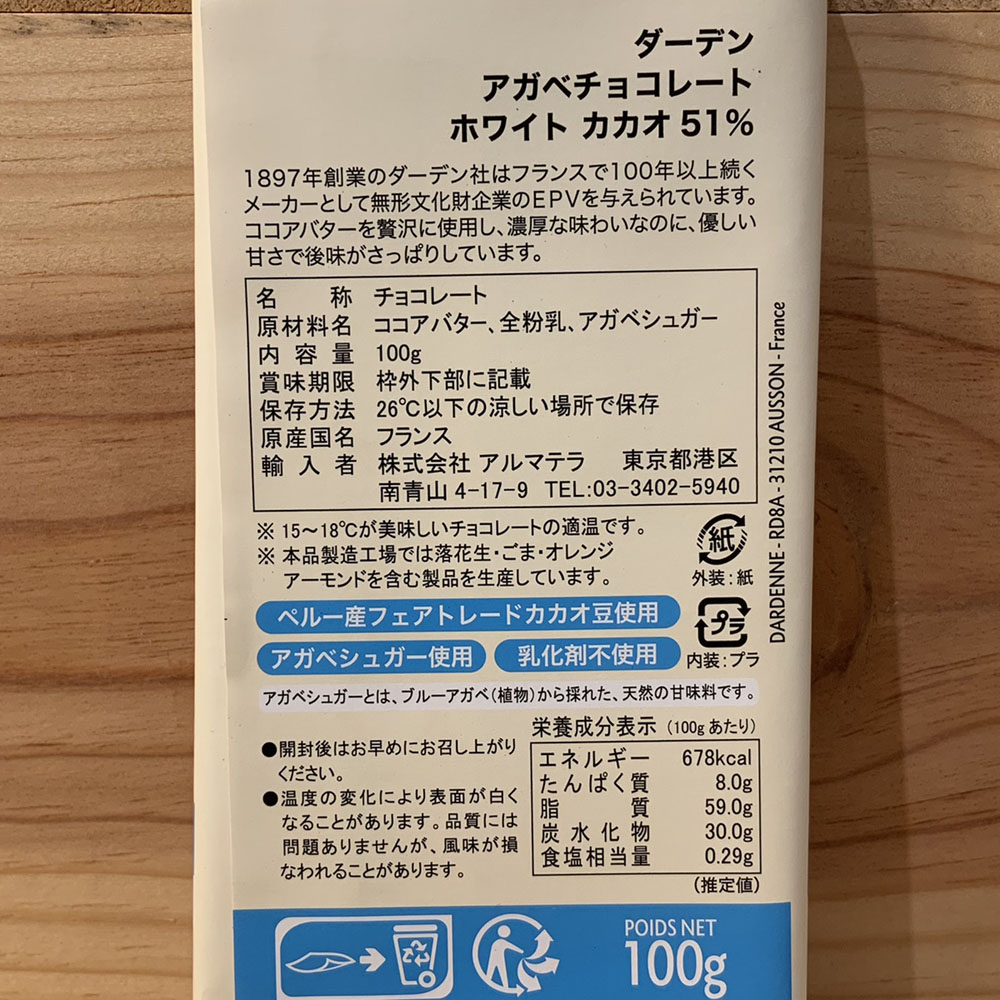 ダーデン
アガベチョコレート
ホワイト カカオ 51%
1897年創業のダーデン社はフランスで100年以上続く
メーカーとして無形文化財企業のEPVを与えられています。
ココアバターを贅沢に使用し、濃厚な味わいなのに、優しい
甘さで後味がさっぱりしています。
名称 チョコレート
原材料名 ココアバター、全粉乳、アガベシュガー
内容量 100g
賞味期限 枠外下部に記載
保存方法 26℃以下の涼しい場所で保存
原産国名 フランス
輸入者 株式会社 アルマテラ 東京都港区
南青山 4-17-9 TEL:03-3402-5940
※ 15〜18℃が美味しいチョコレートの適温です。
※ 本品製造工場では落花生・ごま・オレンジ
アーモンドを含む製品を生産しています。
紙
外装:紙
ペルー産フェアトレードカカオ豆使用
アガベシュガー使用 乳化剤不使用
プラ
内装:プラ
アガベシュガーとは、ブルーアガベ(植物)から採れた、天然の甘味料です。
DARDENNE - RD8A - 31210 AUSSON - France
●開封後はお早めにお召し上がり
ください。
●温度の変化により表面が白く
なることがあります。品質には
問題ありませんが、風味が損
なわれることがあります。
栄養成分表示 (100gあたり)
エネルギー 678kcal
たんぱく質 8.0g
脂質 59.0g
炭水化物 30.0g
食塩相当量 0.29g
(推定値)
POIDS NET
100g